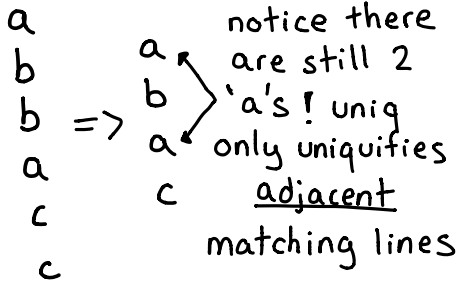 a
b
b
a
c
c
=>
a
b
a
c
notice there
are still 2
'a's! uniq
only uniquifies
adjacent
matching lines